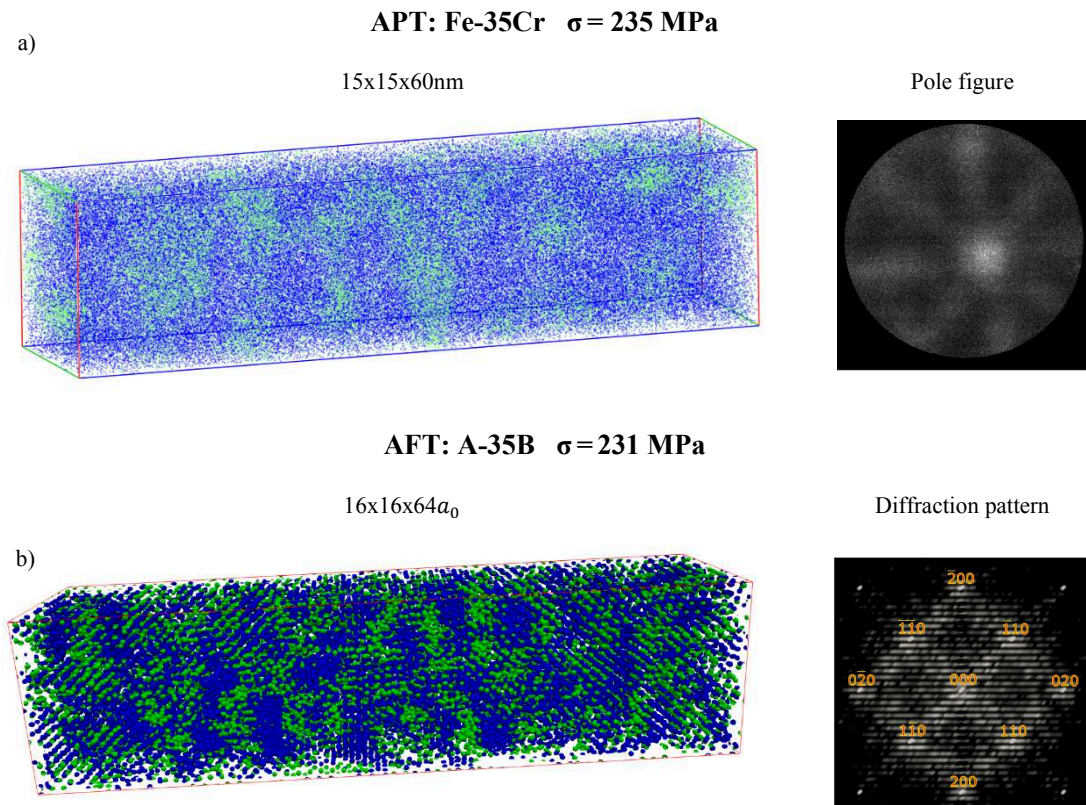 APT: Fe-35Cr σ = 235 MPa
a)
15x15x60nm Pole figure
AFT: A-35B σ = 231 MPa
16x16x64a₀ Diffraction pattern
b)
2̄00
1̄1̄0 1̄10
02̄0 000 020
11̄0 110
200